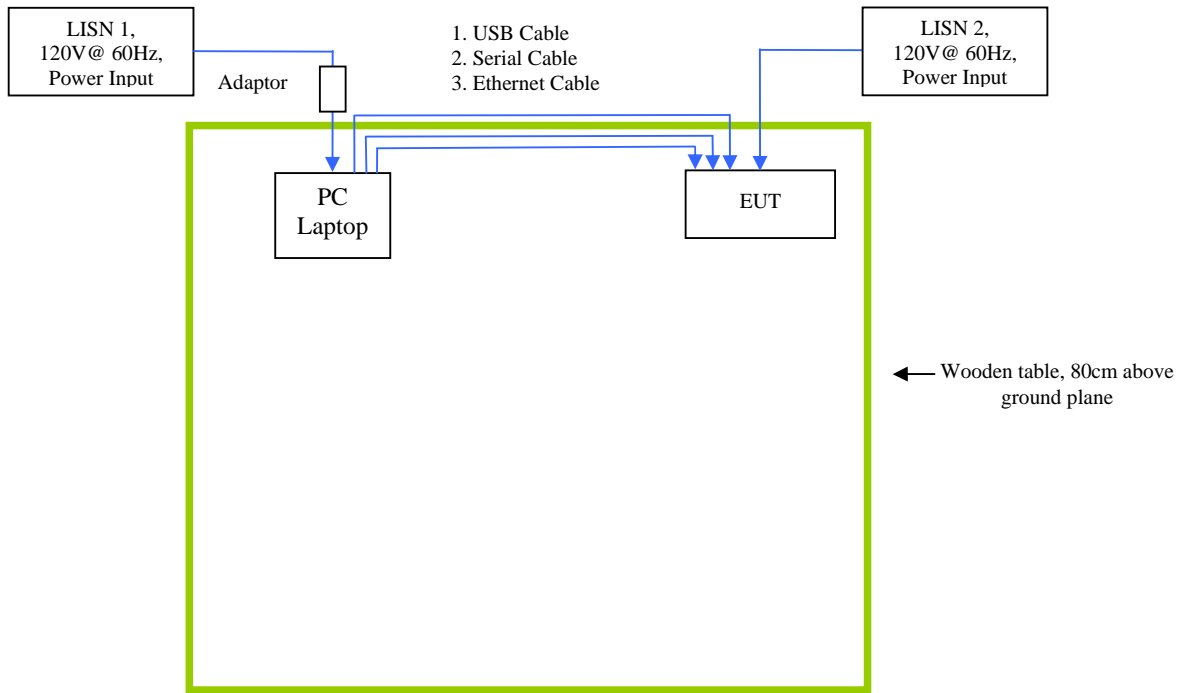 LISN 1,
120V@ 60Hz,
Power Input
Adaptor
1. USB Cable
2. Serial Cable
3. Ethernet Cable
LISN 2,
120V@ 60Hz,
Power Input
PC
Laptop
EUT
Wooden table, 80cm above
ground plane